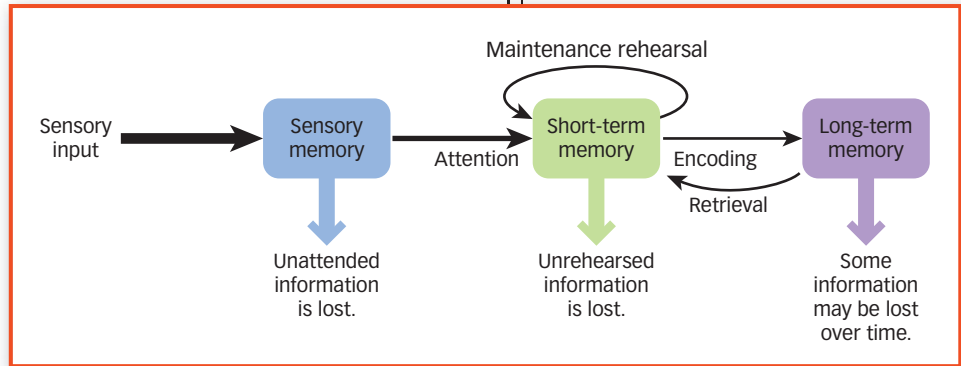 Maintenance rehearsal
Sensory
input
Sensory
memory
Attention
Short-term
memory
Encoding
Retrieval
Long-term
memory
Unattended
information
is lost.
Unrehearsed
information
is lost.
Some
information
may be lost
over time.